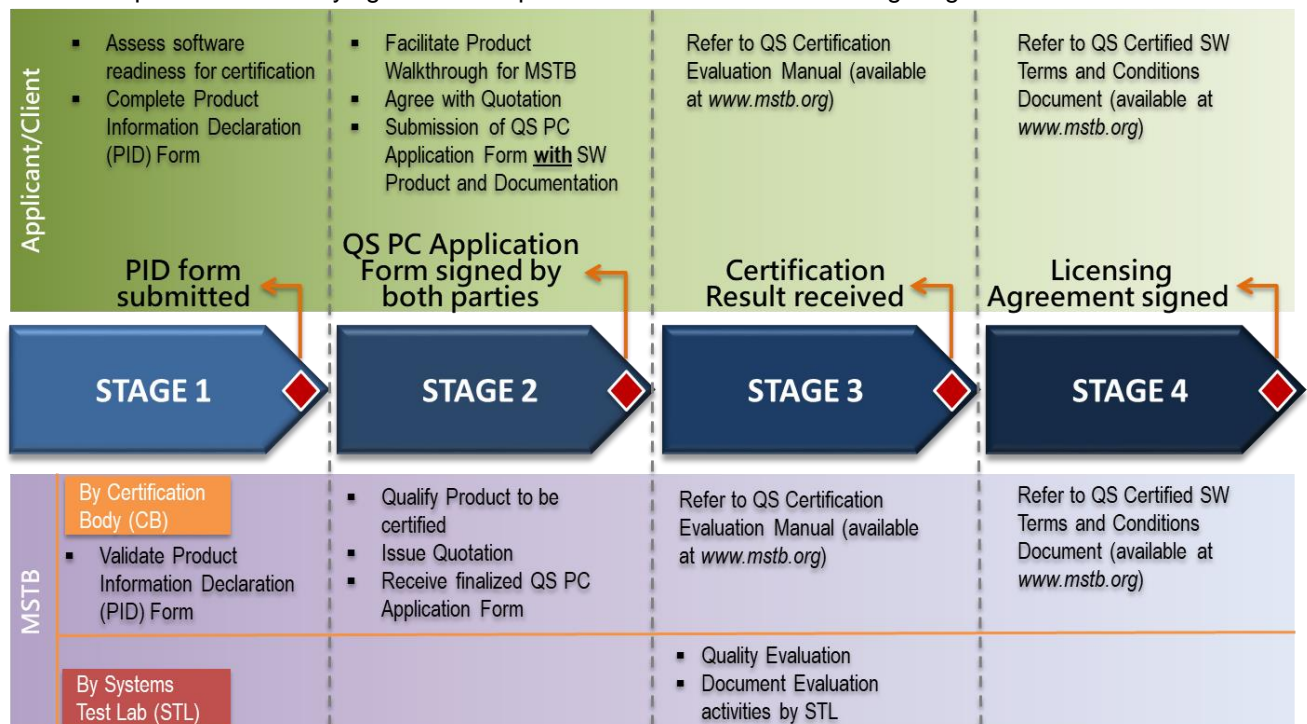 Applicant/Client
▪ Assess software
readiness for certification
▪ Complete Product
Information Declaration
(PID) Form
▪ Facilitate Product
Walkthrough for MSTB
▪ Agree with Quotation
▪ Submission of QS PC
Application Form with SW
Product and Documentation
Refer to QS Certification
Evaluation Manual (available
at www.mstb.org)
Refer to QS Certified SW
Terms and Conditions
Document (available at
www.mstb.org)
PID form
submitted
QS PC Application
Form signed by
both parties
Certification
Result received
Licensing
Agreement signed
STAGE 1
STAGE 2
STAGE 3
STAGE 4
MSTB
By Certification
Body (CB)
▪ Validate Product
Information Declaration
(PID) Form
▪ Qualify Product to be
certified
▪ Issue Quotation
▪ Receive finalized QS PC
Application Form
Refer to QS Certification
Evaluation Manual (available
at www.mstb.org)
Refer to QS Certified SW
Terms and Conditions
Document (available at
www.mstb.org)
By Systems
Test Lab (STL)
▪ Quality Evaluation
▪ Document Evaluation
activities by STL